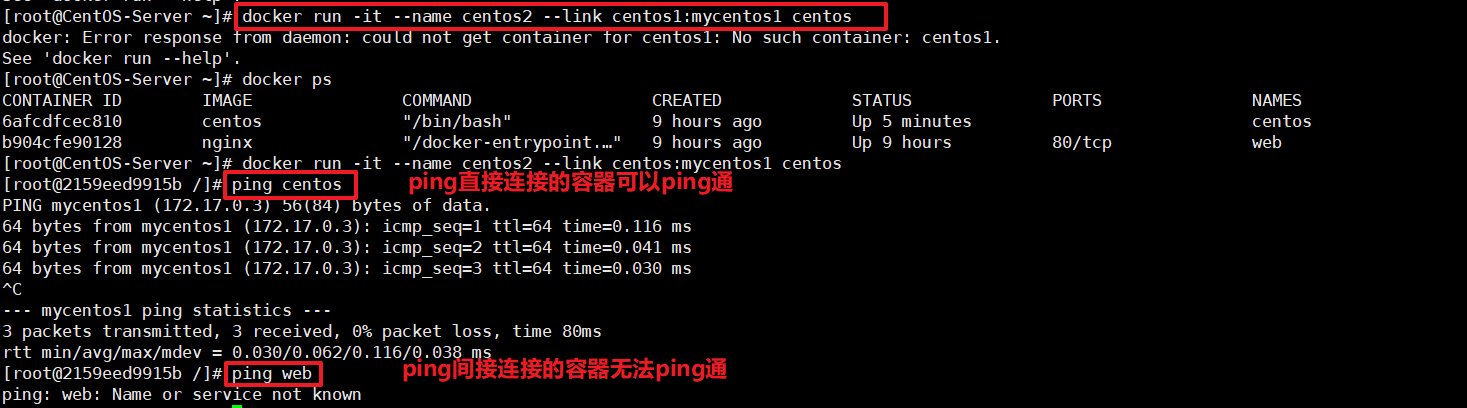 [root@CentOS-Server ~]# docker run -it --name centos2 --link centos1:mycentos1 centos
docker: Error response from daemon: could not get container for centos1: No such container: centos1.
See 'docker run --help'.
[root@CentOS-Server ~]# docker ps
CONTAINER ID        IMAGE               COMMAND                  CREATED             STATUS              PORTS               NAMES
6afcdfcec810        centos              "/bin/bash"              9 hours ago         Up 5 minutes                            centos
b904cfe90128        nginx               "/docker-entrypoint.…"   9 hours ago         Up 9 hours          80/tcp              web
[root@CentOS-Server ~]# docker run -it --name centos2 --link centos:mycentos1 centos
[root@2159eed9915b /]# ping centos ping直接连接的容器可以ping通
PING mycentos1 (172.17.0.3) 56(84) bytes of data.
64 bytes from mycentos1 (172.17.0.3): icmp_seq=1 ttl=64 time=0.116 ms
64 bytes from mycentos1 (172.17.0.3): icmp_seq=2 ttl=64 time=0.041 ms
64 bytes from mycentos1 (172.17.0.3): icmp_seq=3 ttl=64 time=0.030 ms
^C
--- mycentos1 ping statistics ---
3 packets transmitted, 3 received, 0% packet loss, time 80ms
rtt min/avg/max/mdev = 0.030/0.062/0.116/0.038 ms
[root@2159eed9915b /]# ping web ping间接连接的容器无法ping通
ping: web: Name or service not known